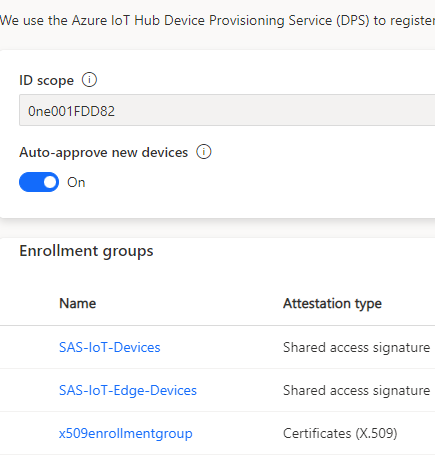 We use the Azure IoT Hub Device Provisioning Service (DPS) to register
ID scope
0ne001FDD82
Auto-approve new devices
On
Enrollment groups
Name Attestation type
SAS-IoT-Devices Shared access signature
SAS-IoT-Edge-Devices Shared access signature
x509enrollmentgroup Certificates (X.509)